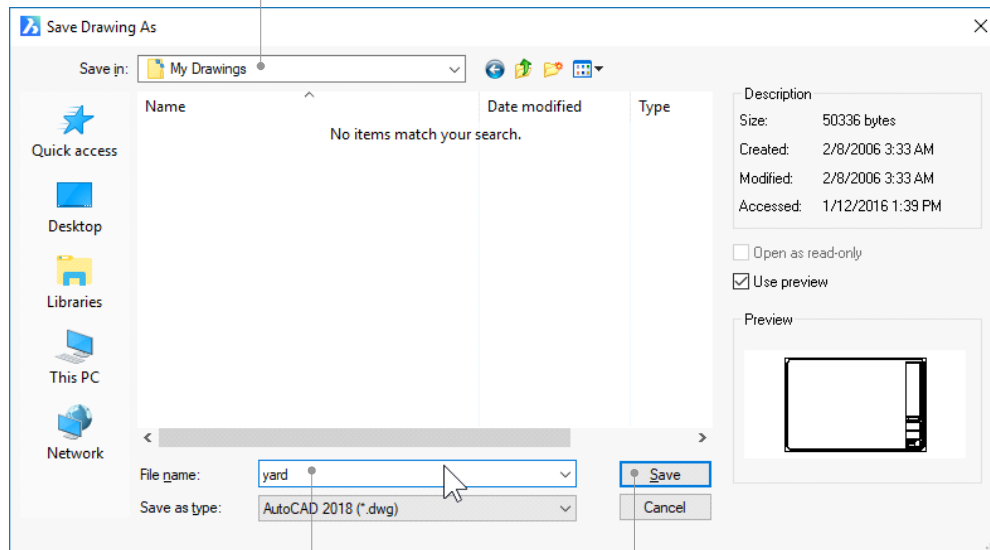 Save Drawing As
Save in: My Drawings
Name Date modified Type
No items match your search.
Quick access
Desktop
Libraries
This PC
Network
File name: yard Save
Save as type: AutoCAD 2018 (*.dwg) Cancel
Description
Size: 50336 bytes
Created: 2/8/2006 3:33 AM
Modified: 2/8/2006 3:33 AM
Accessed: 1/12/2016 1:39 PM
Open as read-only
Use preview
Preview